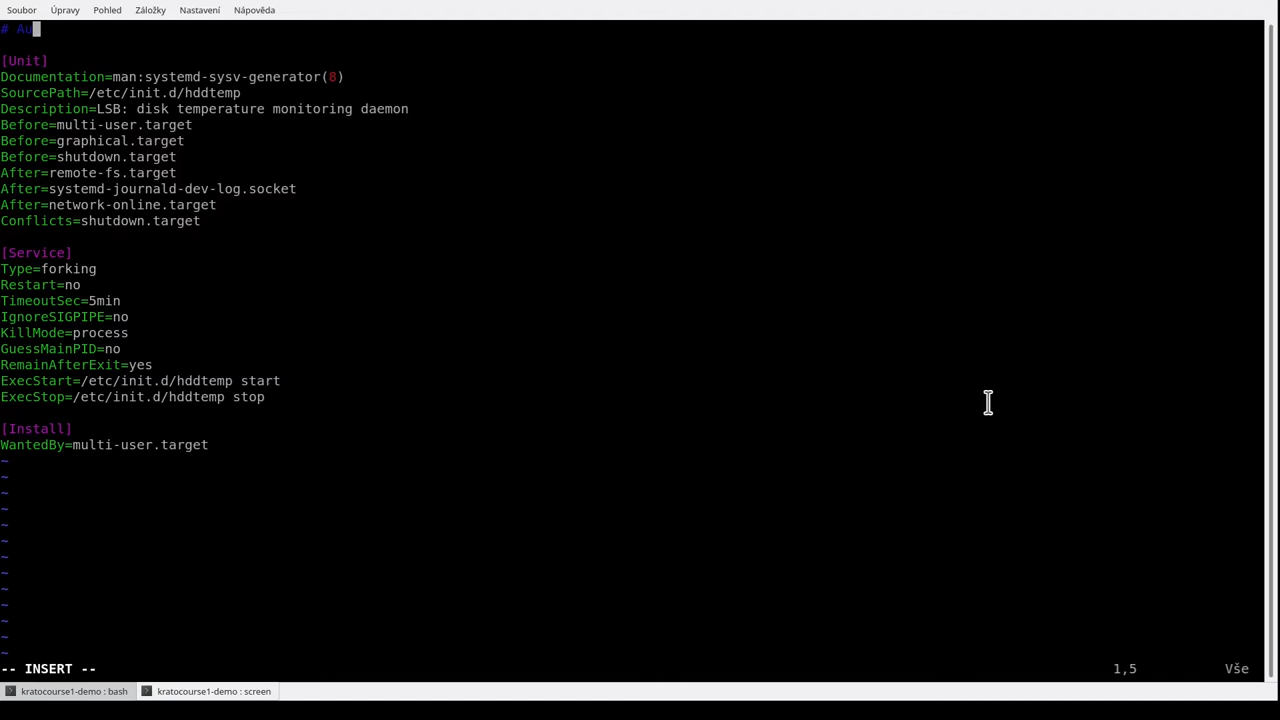 Soubor Úpravy Pohled Záložky Nastavení Nápověda
# Au
[Unit]
Documentation=man:systemd-sysv-generator(8)
SourcePath=/etc/init.d/hddtemp
Description=LSB: disk temperature monitoring daemon
Before=multi-user.target
Before=graphical.target
Before=shutdown.target
After=remote-fs.target
After=systemd-journald-dev-log.socket
After=network-online.target
Conflicts=shutdown.target
[Service]
Type=forking
Restart=no
TimeoutSec=5min
IgnoreSIGPIPE=no
KillMode=process
GuessMainPID=no
RemainAfterExit=yes
ExecStart=/etc/init.d/hddtemp start
ExecStop=/etc/init.d/hddtemp stop
[Install]
WantedBy=multi-user.target
~
~
~
~
~
~
~
~
~
~
~
~
~
-- INSERT -- 1,5 Vše
kratocourse1-demo : bash kratocourse1-demo : screen